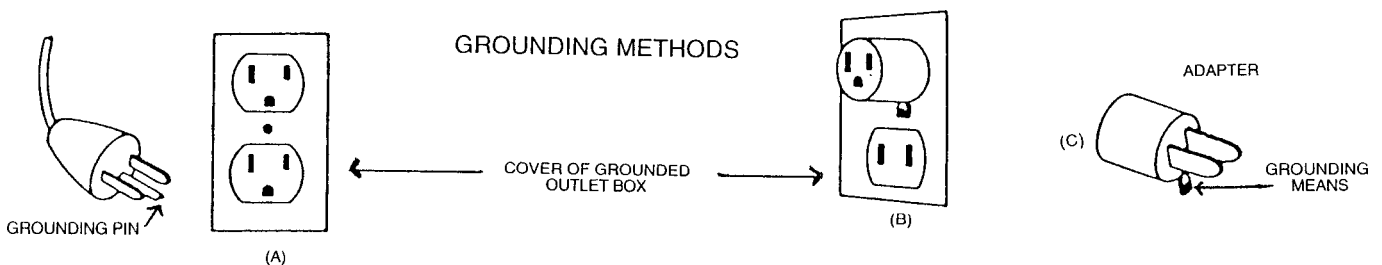 GROUNDING METHODS
ADAPTER
(C)
COVER OF GROUNDED
OUTLET BOX
GROUNDING
MEANS
GROUNDING PIN
(A)
(B)